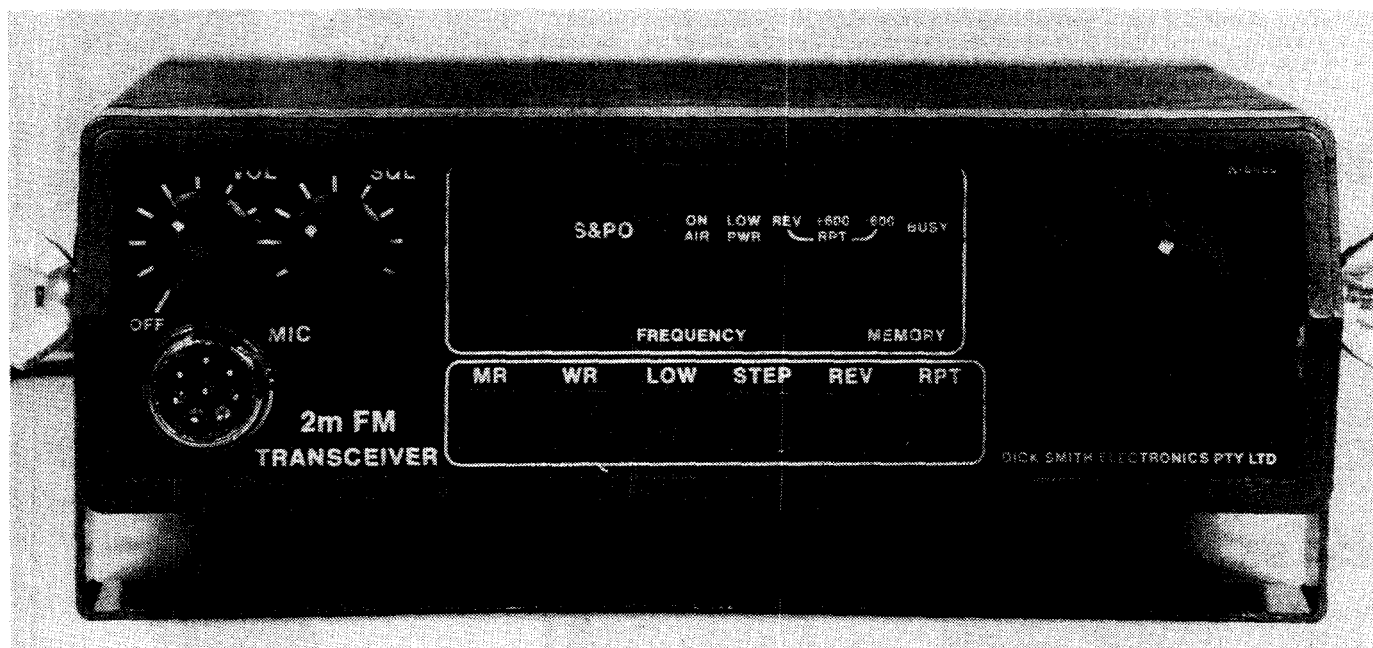 VOL SQL
S&PO
ON AIR
LOW PWR
REV +600 -600
RPT
BUSY
OFF
MIC
FREQUENCY MEMORY
MR WR LOW STEP REV RPT
2m FM
TRANSCEIVER
DICK SMITH ELECTRONICS PTY LTD